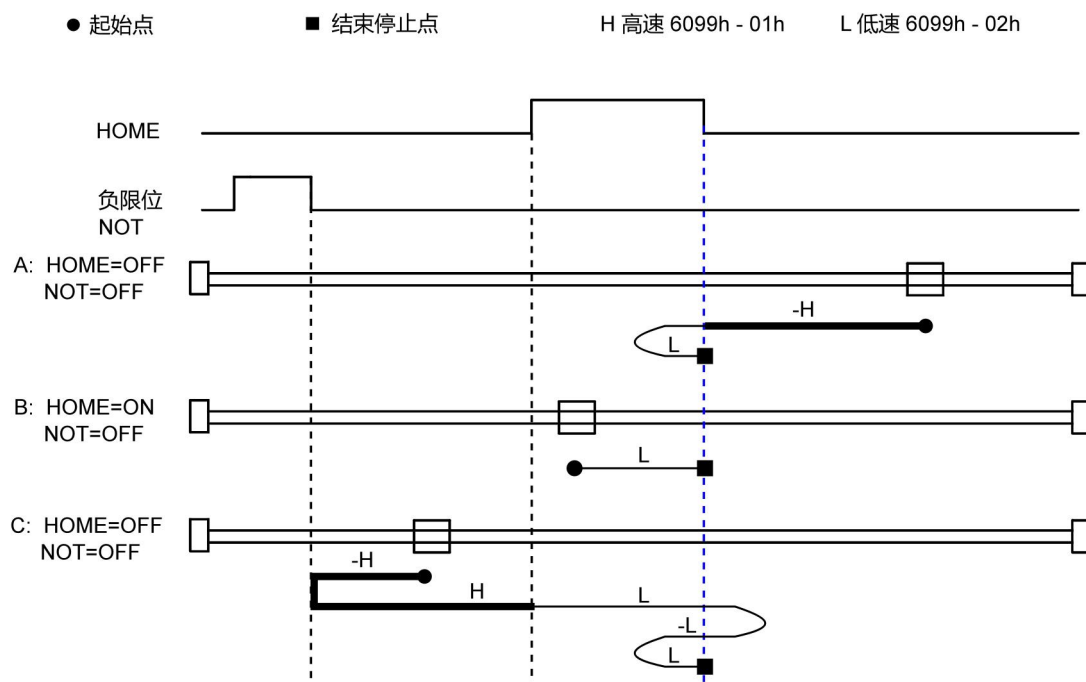 起始点 结束停止点 H 高速 6099h - 01h L 低速 6099h - 02h
HOME
负限位
NOT
A: HOME=OFF
NOT=OFF
-H
L
B: HOME=ON
NOT=OFF
L
C: HOME=OFF
NOT=OFF
-H
H L
-L
L